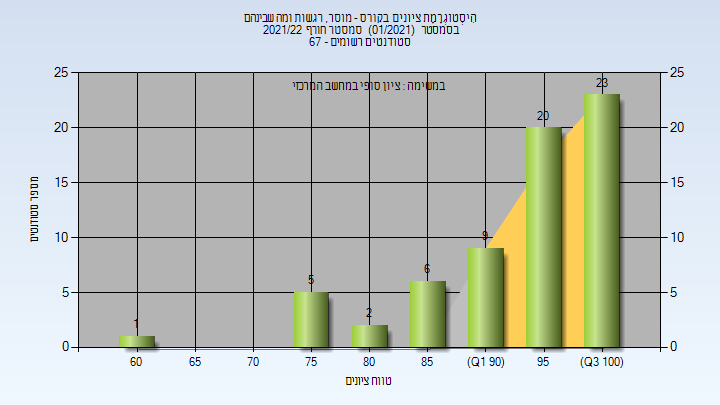 היסטוגרמת ציונים בקורס - מוסר, רגשות ומה שבינהם
בסמסטר (01/2021) סמסטר חורף 2021/22
סטודנטים רשומים - 67
במשימה : ציון סופי במחשב המרכזי
25 25
20 20
15 15
10 10
5 5
0 0
1 5 2 6 9 20 23
מספר סטודנטים
60 65 70 75 80 85 (Q1 90) 95 (Q3 100)
טווח ציונים